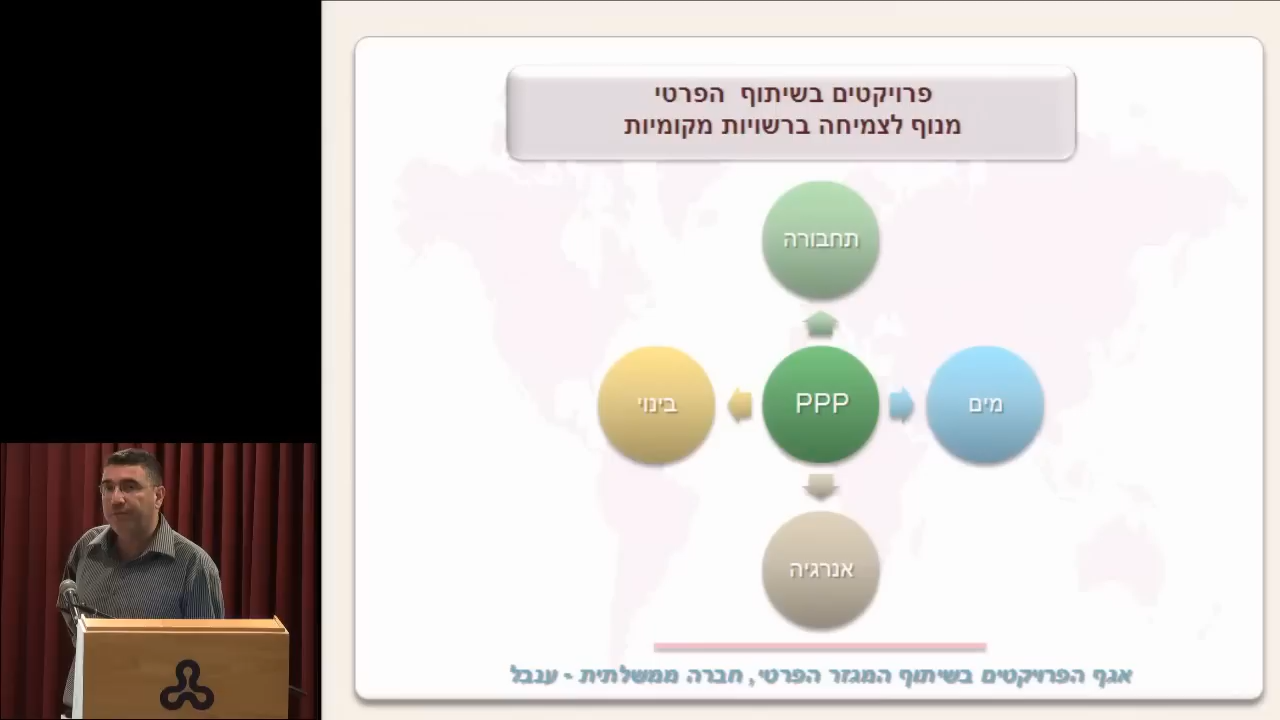 פרויקטים בשיתוף הפרטי
מנוף לצמיחה ברשויות מקומיות
תחבורה
מים
PPP
בינוי
אנרגיה
אגף הפרויקטים בשיתוף המגזר הפרטי, חברה ממשלתית - ענבל